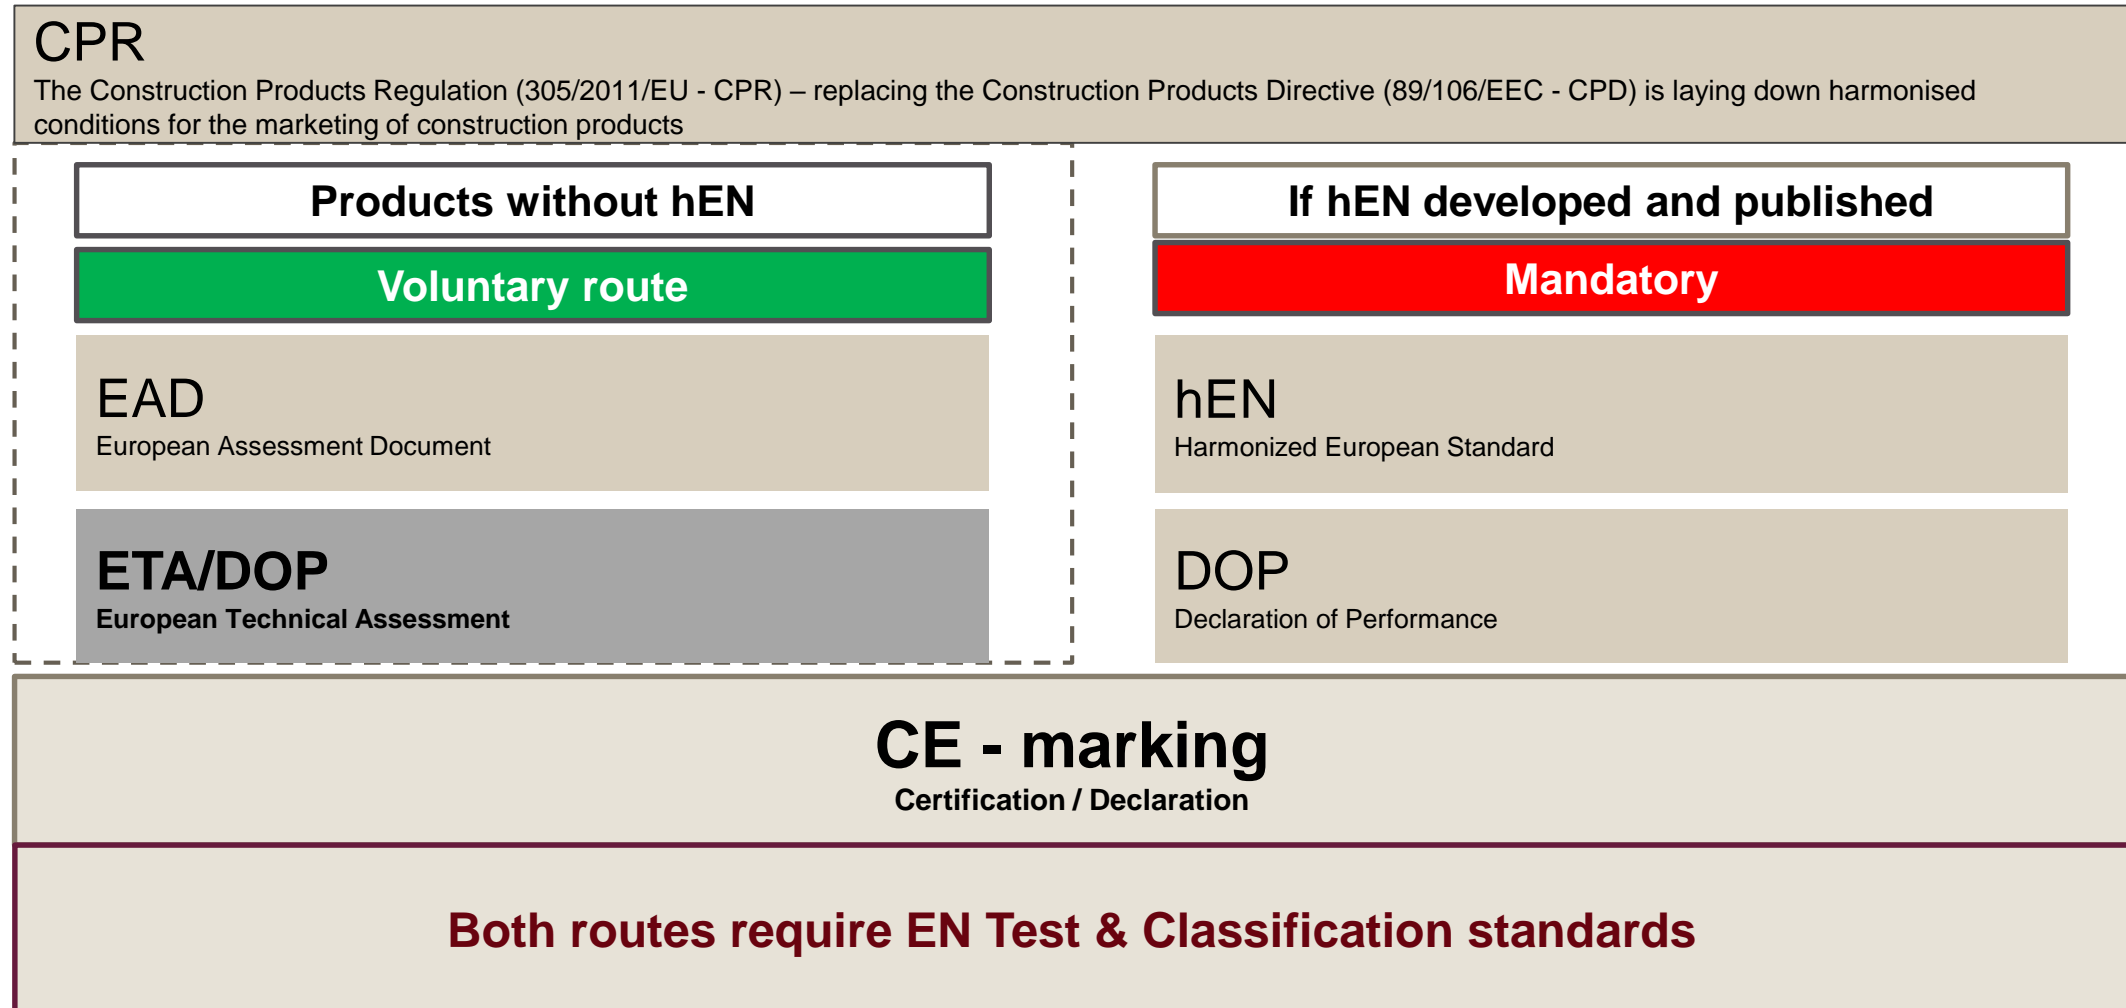 CPR
The Construction Products Regulation (305/2011/EU - CPR) – replacing the Construction Products Directive (89/106/EEC - CPD) is laying down harmonised
conditions for the marketing of construction products
Products without hEN
Voluntary route
EAD
European Assessment Document
ETA/DOP
European Technical Assessment
If hEN developed and published
Mandatory
hEN
Harmonized European Standard
DOP
Declaration of Performance
CE - marking
Certification / Declaration
Both routes require EN Test & Classification standards